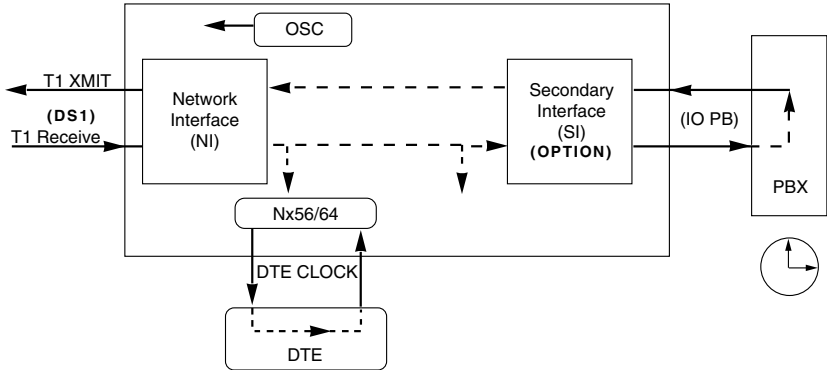 OSC
T1 XMIT
(DS1)
T1 Receive
Network
Interface
(NI)
Secondary
Interface
(SI)
(OPTION)
(IO PB)
PBX
Nx56/64
DTE CLOCK
DTE